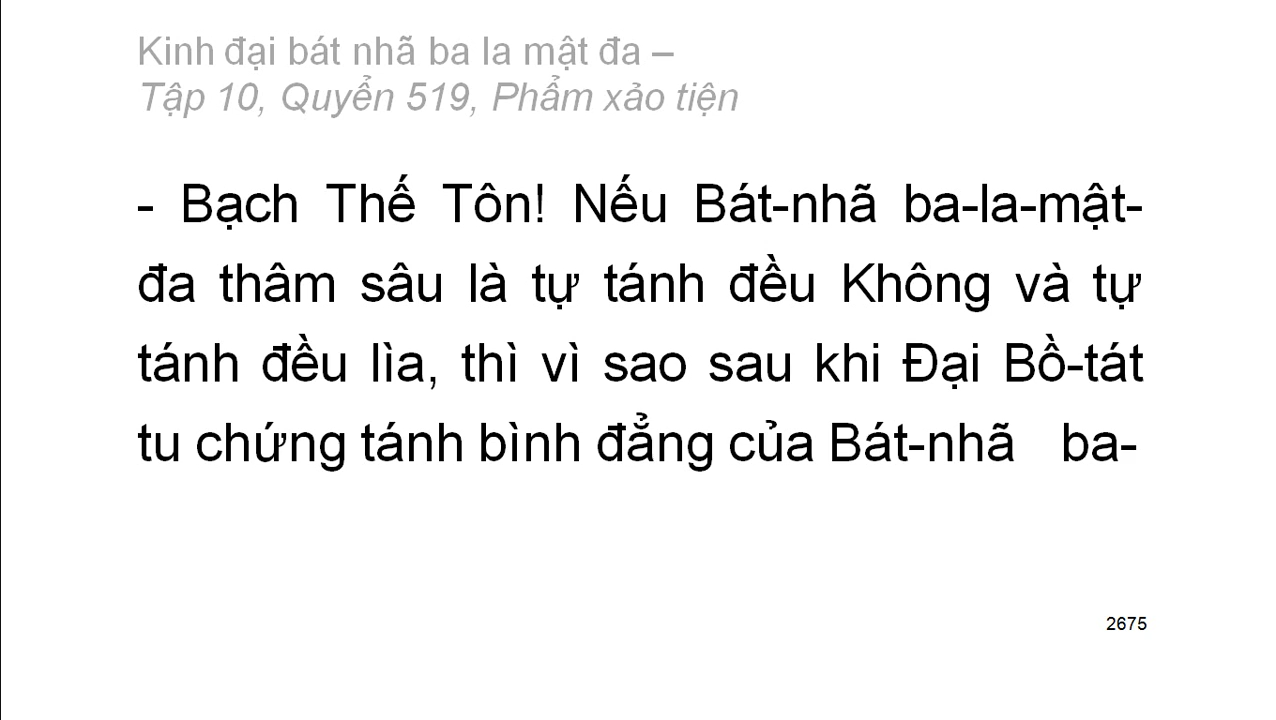 Kinh đại bát nhã ba la mật đa –
Tập 10, Quyển 519, Phẩm xảo tiện
- Bạch Thế Tôn! Nếu Bát-nhã ba-la-mật-
đa thâm sâu là tự tánh đều Không và tự
tánh đều lìa, thì vì sao sau khi Đại Bồ-tát
tu chứng tánh bình đẳng của Bát-nhã ba-
2675